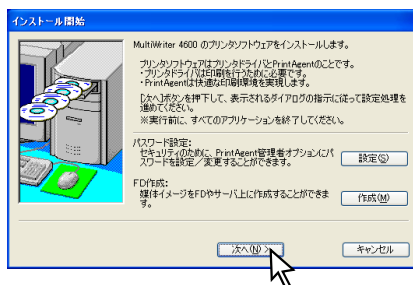 インストール開始
MultiWriter 4600 のプリンタソフトウェアをインストールします。
プリンタソフトウェアはプリンタドライバとPrintAgentのことです。
・プリンタドライバは印刷を行うために必要です。
・PrintAgentは快適な印刷環境を実現します。
[次へ]ボタンを押下して、表示されるダイアログの指示に従って設定処理を
進めてください。
※実行前に、すべてのアプリケーションを終了してください。
パスワード設定:
セキュリティのために、PrintAgent管理者オプションにパ
スワードを設定／変更することができます。
設定(S)
FD作成:
媒体イメージをFDやサーバ上に作成することができま
す。
作成(M)
次へ(N) >
キャンセル